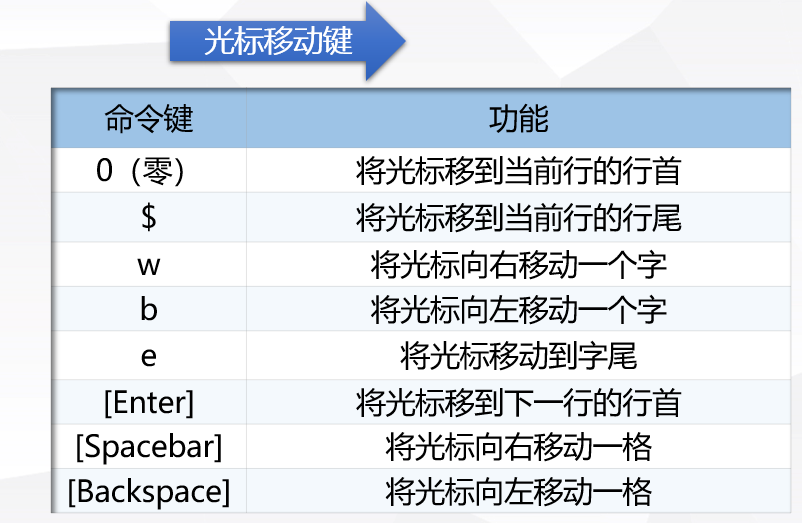 光标移动键
命令键 功能
0（零） 将光标移到当前行的行首
$ 将光标移到当前行的行尾
w 将光标向右移动一个字
b 将光标向左移动一个字
e 将光标移动到字尾
[Enter] 将光标移到下一行的行首
[Spacebar] 将光标向右移动一格
[Backspace] 将光标向左移动一格